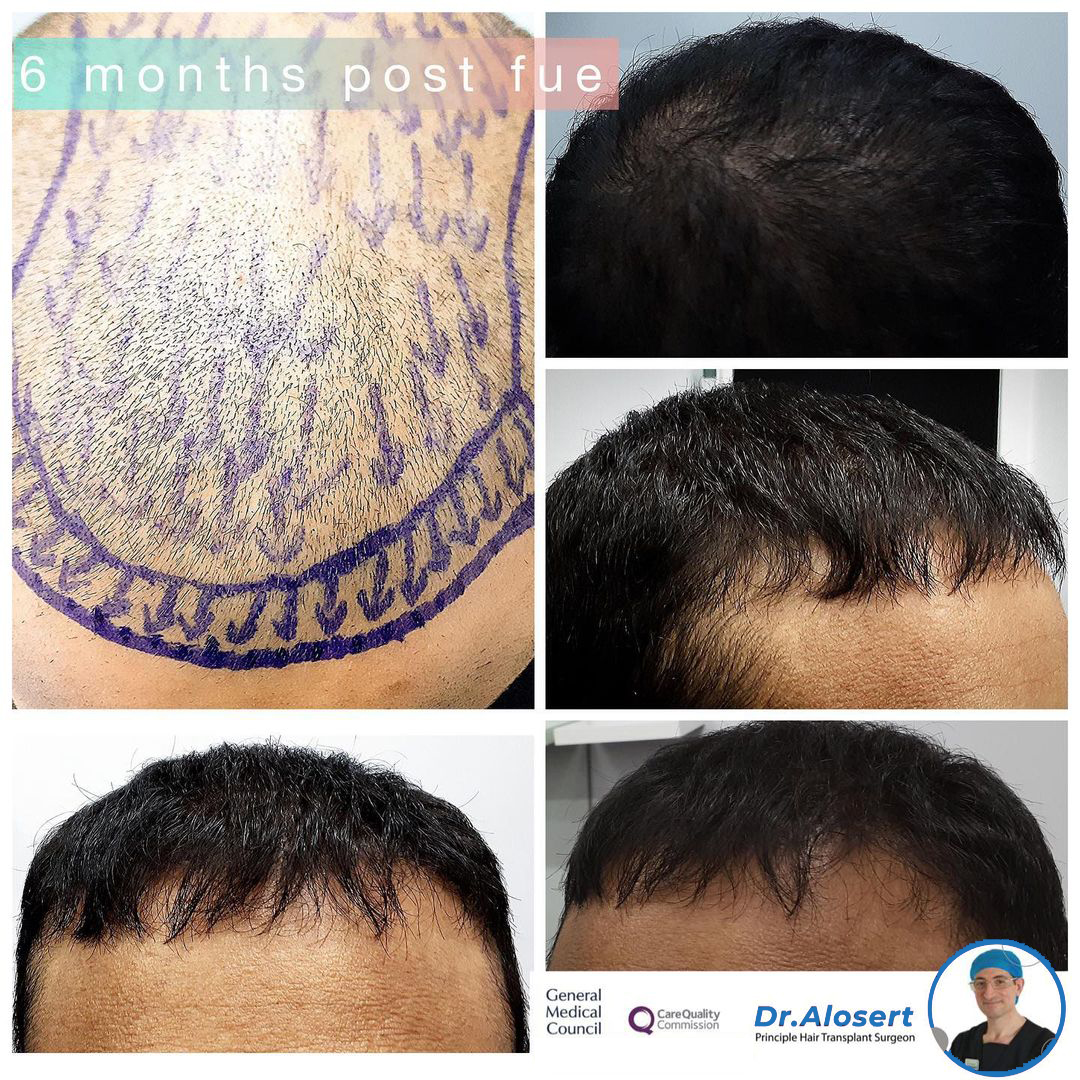 6 months post fue
General
Medical
Council
CareQuality
Commission
Dr.Alosert
Principle Hair Transplant Surgeon